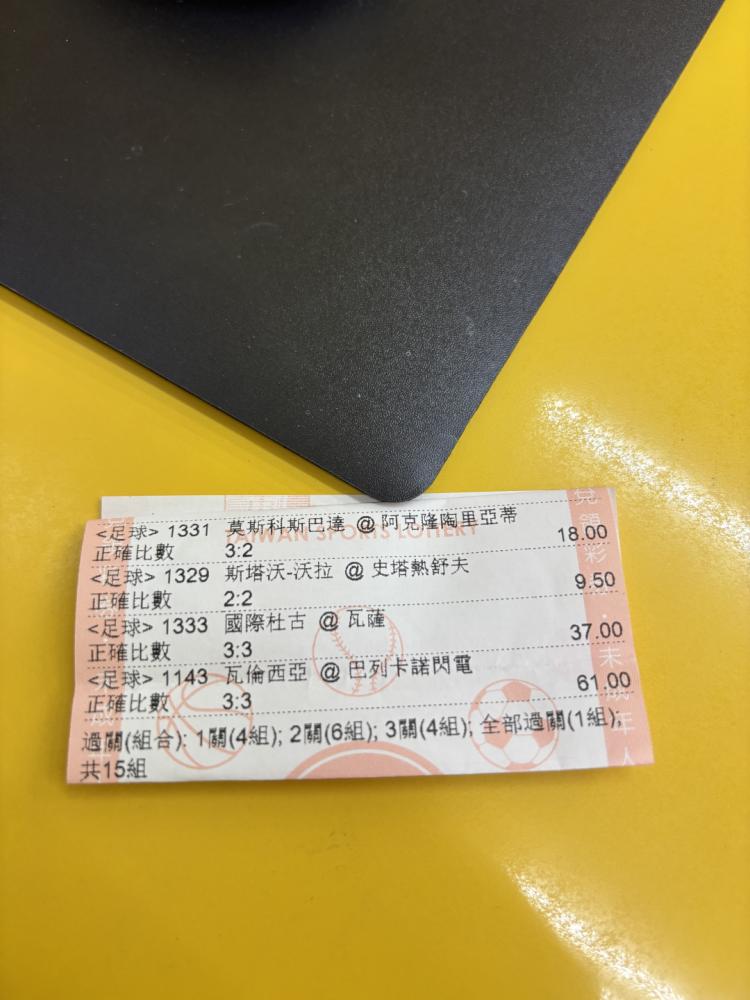 <足球> 1331 莫斯科斯巴達 @ 阿克隆陶里亞蒂
TAIWAN SPORTS LOTTERY
正確比數 3:2 18.00
<足球> 1329 斯塔沃-沃拉 @ 史塔熱舒夫
正確比數 2:2 9.50
<足球> 1333 國際杜古 @ 瓦薩
正確比數 3:3 37.00
<足球> 1143 瓦倫西亞 @ 巴列卡諾閃電
正確比數 3:3 61.00
過關(組合): 1關(4組); 2關(6組); 3關(4組); 全部過關(1組);
共15組